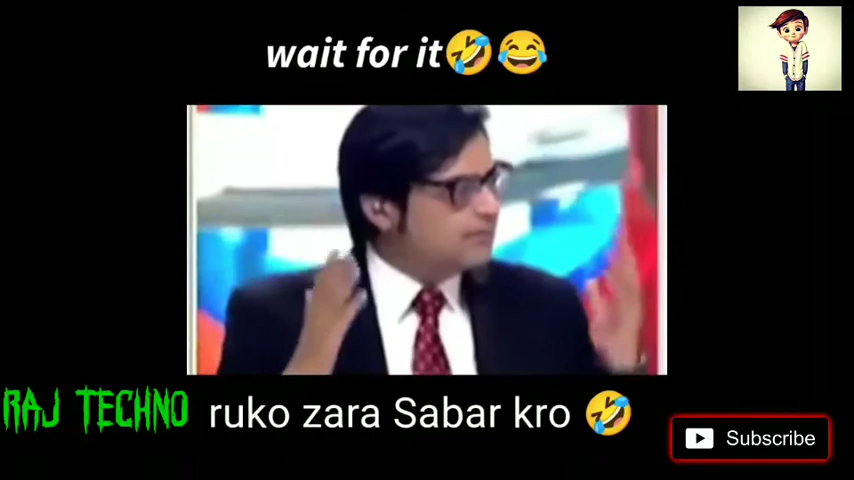 wait for it🤣😂
RAJ TECHNO
ruko zara Sabar kro 🤣
Subscribe